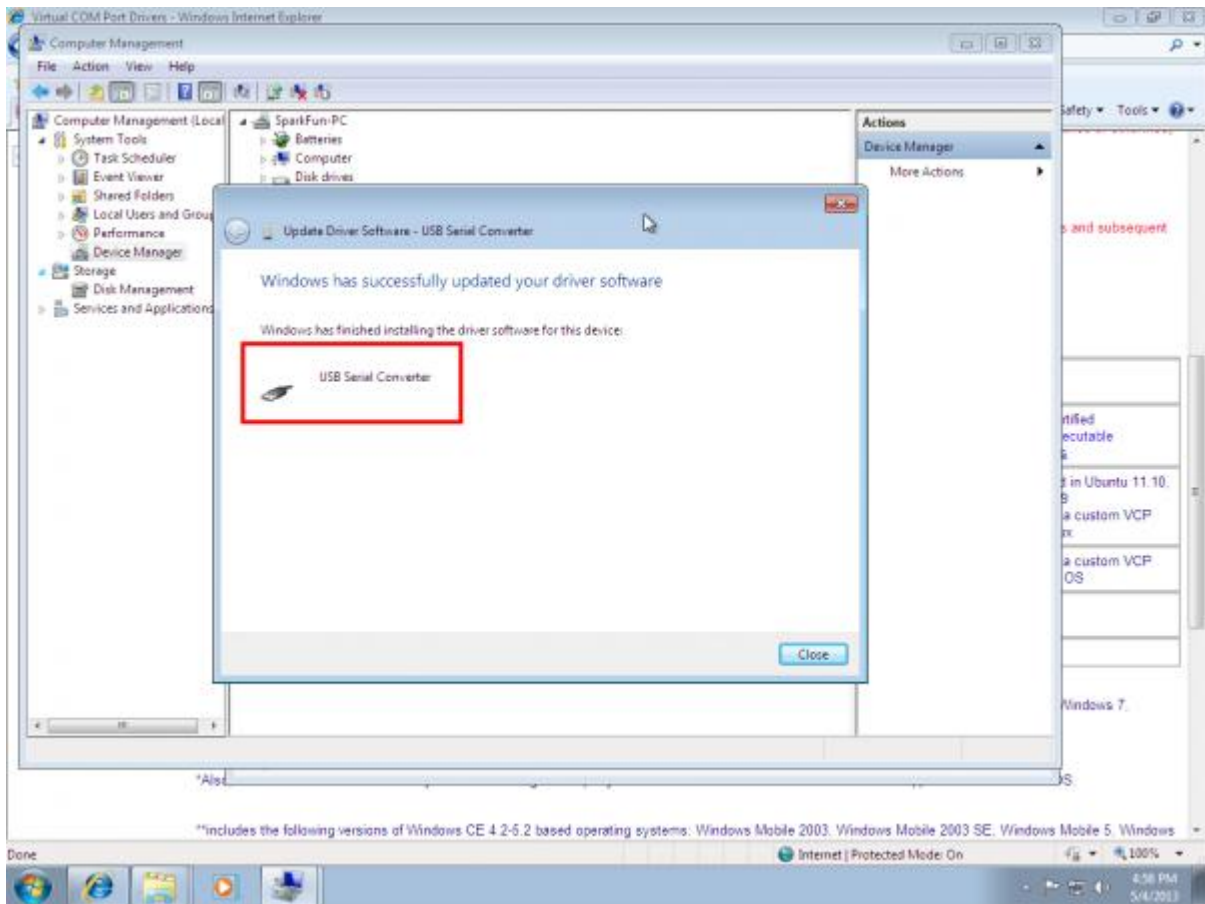 Virtual COM Port Drivers - Windows Internet Explorer
Computer Management
File Action View Help
Safety Tools
Computer Management (Local
System Tools
Task Scheduler
Event Viewer
Shared Folders
Local Users and Group
Performance
Device Manager
Storage
Disk Management
Services and Applications
SparkFun-PC
Batteries
Computer
Disk drives
Actions
Device Manager
More Actions
s and subsequent
Update Driver Software - USB Serial Converter
Windows has successfully updated your driver software
Windows has finished installing the driver software for this device:
USB Serial Converter
Close
rtified
ecutable
d in Ubuntu 11.10,
9
a custom VCP
ux
a custom VCP
OS
Windows 7.
*Also
OS
**includes the following versions of Windows CE 4.2-5.2 based operating systems: Windows Mobile 2003, Windows Mobile 2003 SE, Windows Mobile 5, Windows
Done
Internet | Protected Mode: On
100%
4:58 PM
5/4/2013